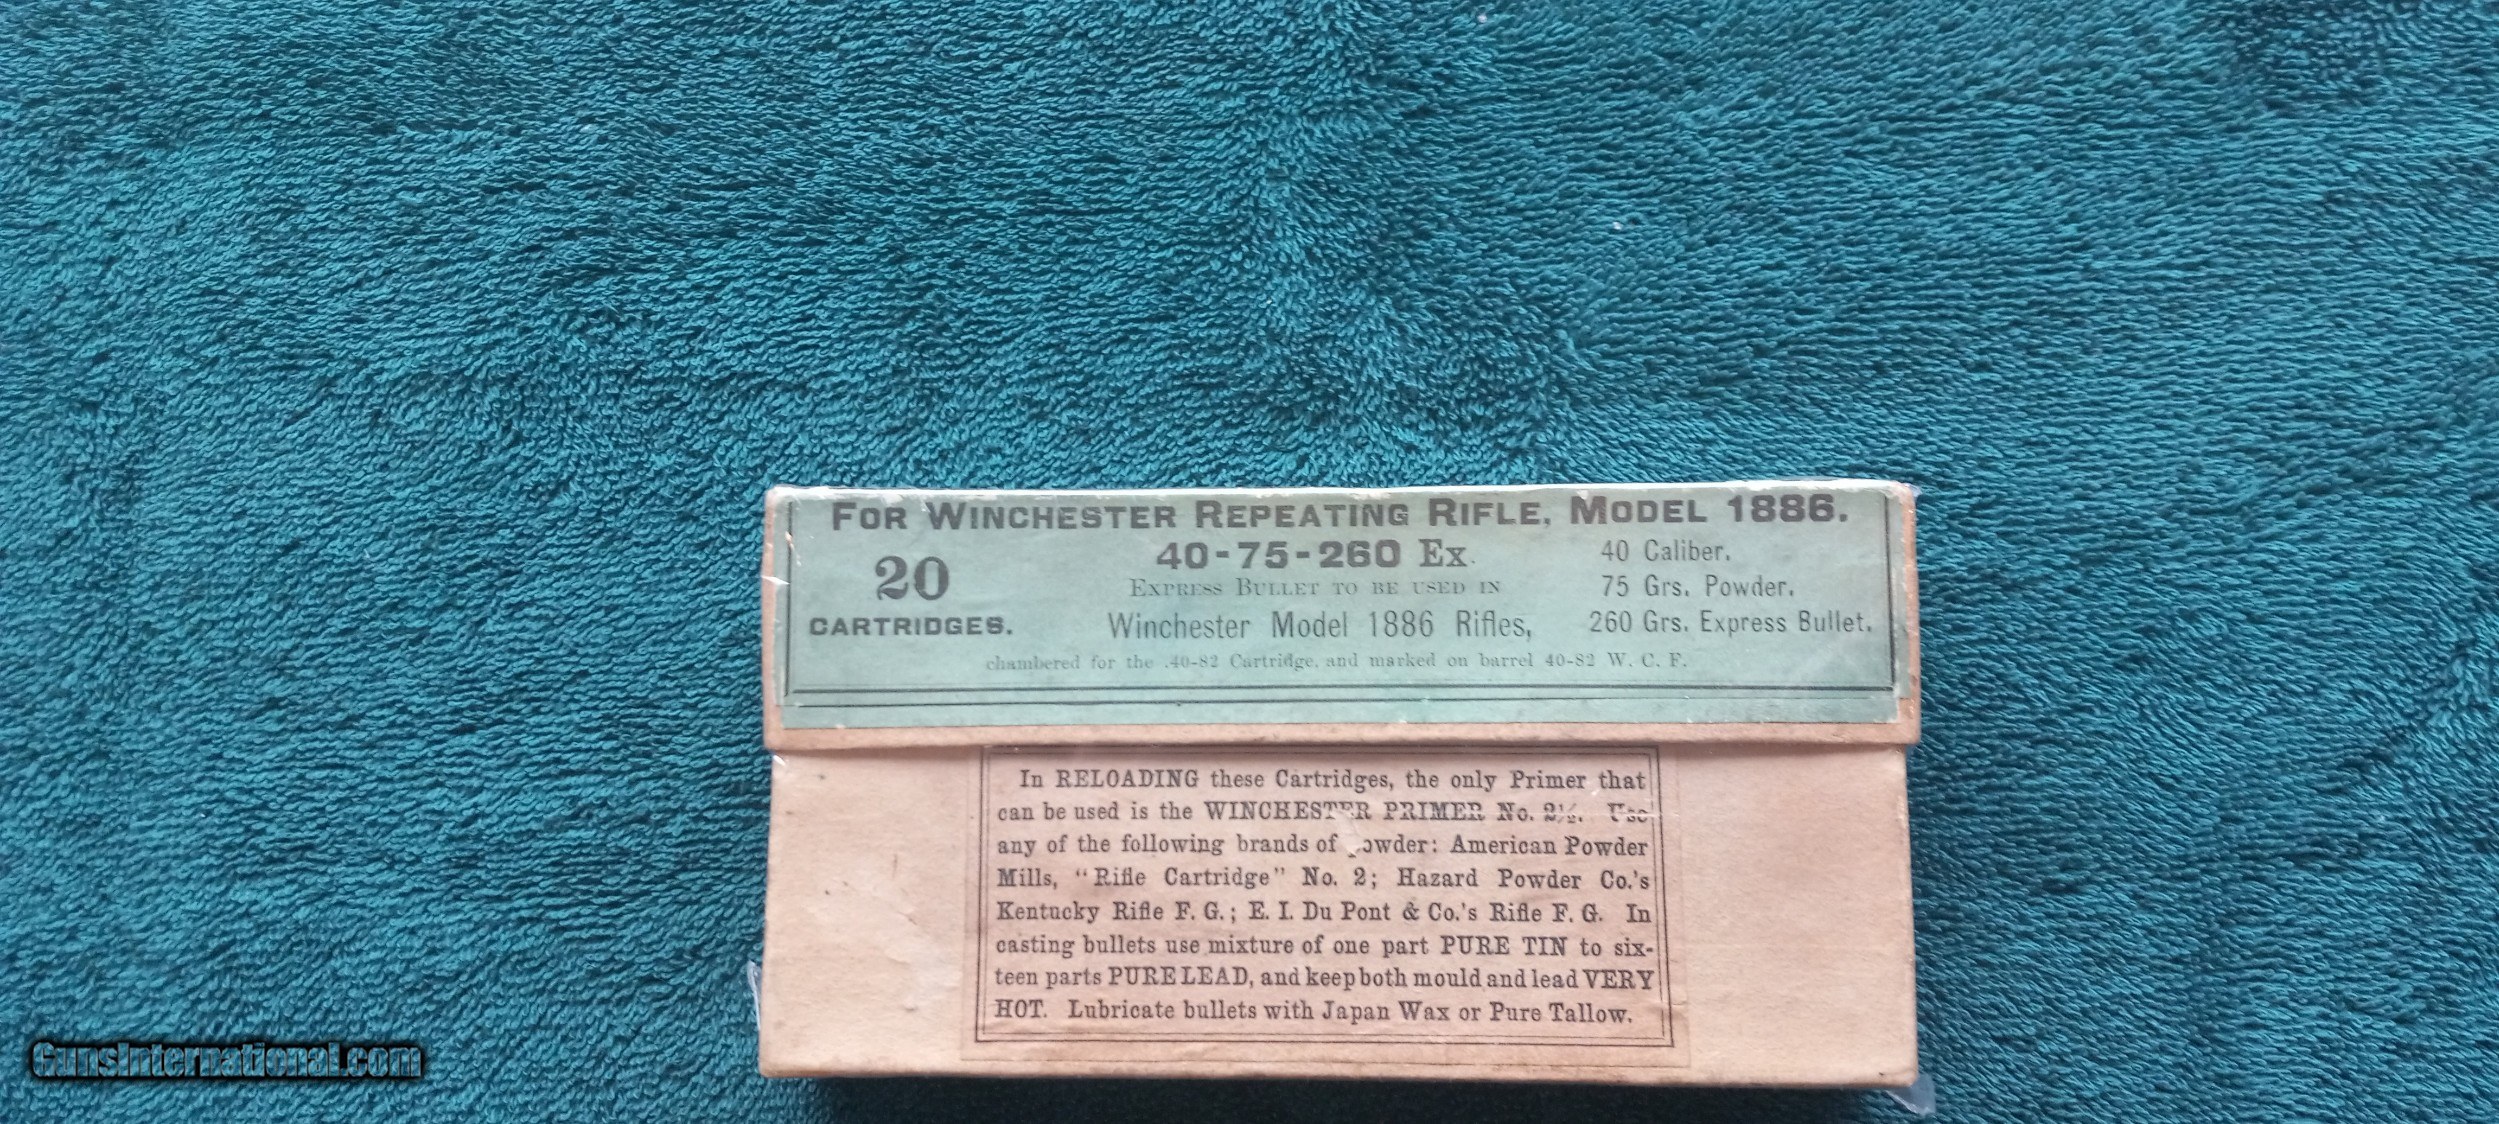 FOR WINCHESTER REPEATING RIFLE, MODEL 1886.
20
CARTRIDGES.
40-75-260 Ex.
EXPRESS BULLET TO BE USED IN
Winchester Model 1886 Rifles,
40 Caliber.
75 Grs. Powder.
260 Grs. Express Bullet.
chambered for the .40-82 Cartridge, and marked on barrel 40-82 W. C. F.
In RELOADING these Cartridges, the only Primer that
can be used is the WINCHESTER PRIMER No. 2½. Use
any of the following brands of powder: American Powder
Mills, "Rifle Cartridge" No. 2; Hazard Powder Co.'s
Kentucky Rifle F. G.; E. I. Du Pont & Co.'s Rifle F. G. In
casting bullets use mixture of one part PURE TIN to six-
teen parts PURE LEAD, and keep both mould and lead VERY
HOT. Lubricate bullets with Japan Wax or Pure Tallow.
GunsInternational.com